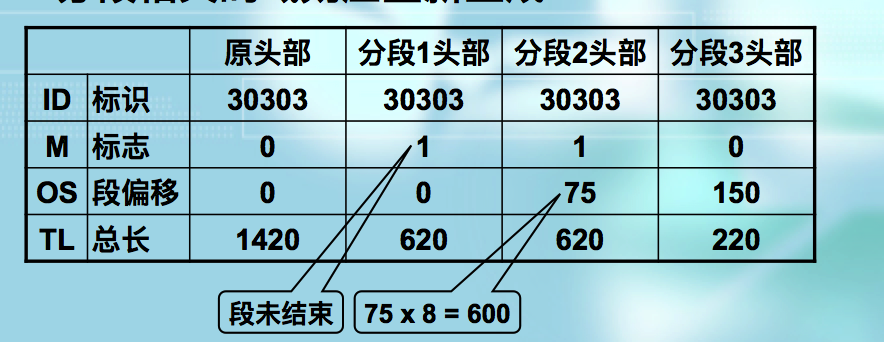 原头部 分段1头部 分段2头部 分段3头部
ID 标识 30303 30303 30303 30303
M 标志 0 1 1 0
OS 段偏移 0 0 75 150
TL 总长 1420 620 620 220
段未结束 75 x 8 = 600